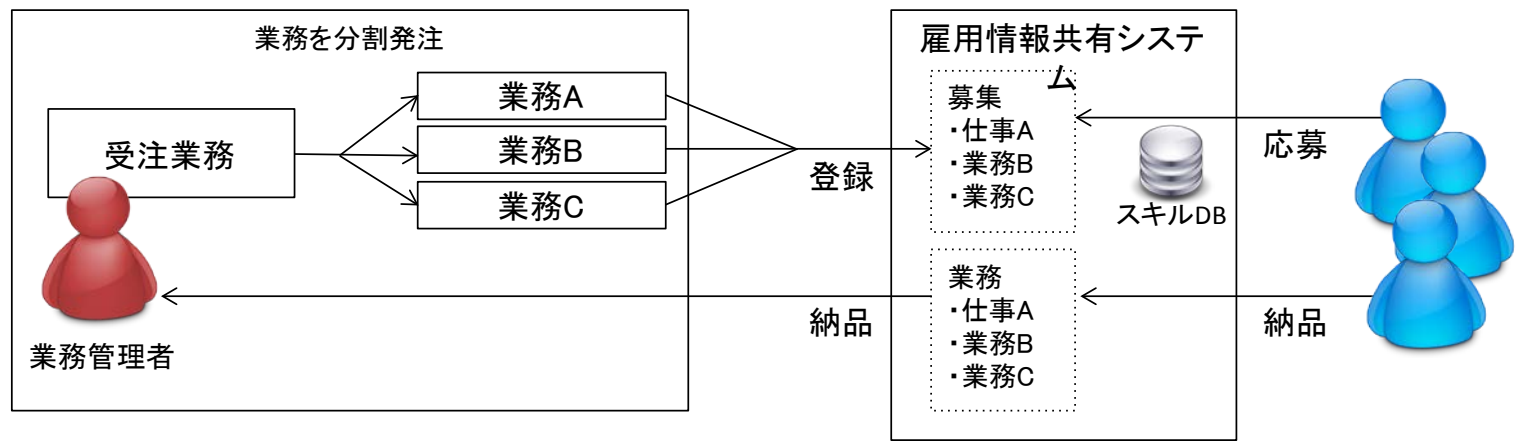 業務を分割発注
受注業務
業務A
業務B
業務C
業務管理者
登録
納品
雇用情報共有システ
ム
募集
・仕事A
・業務B
・業務C
スキルDB
業務
・仕事A
・業務B
・業務C
応募
納品